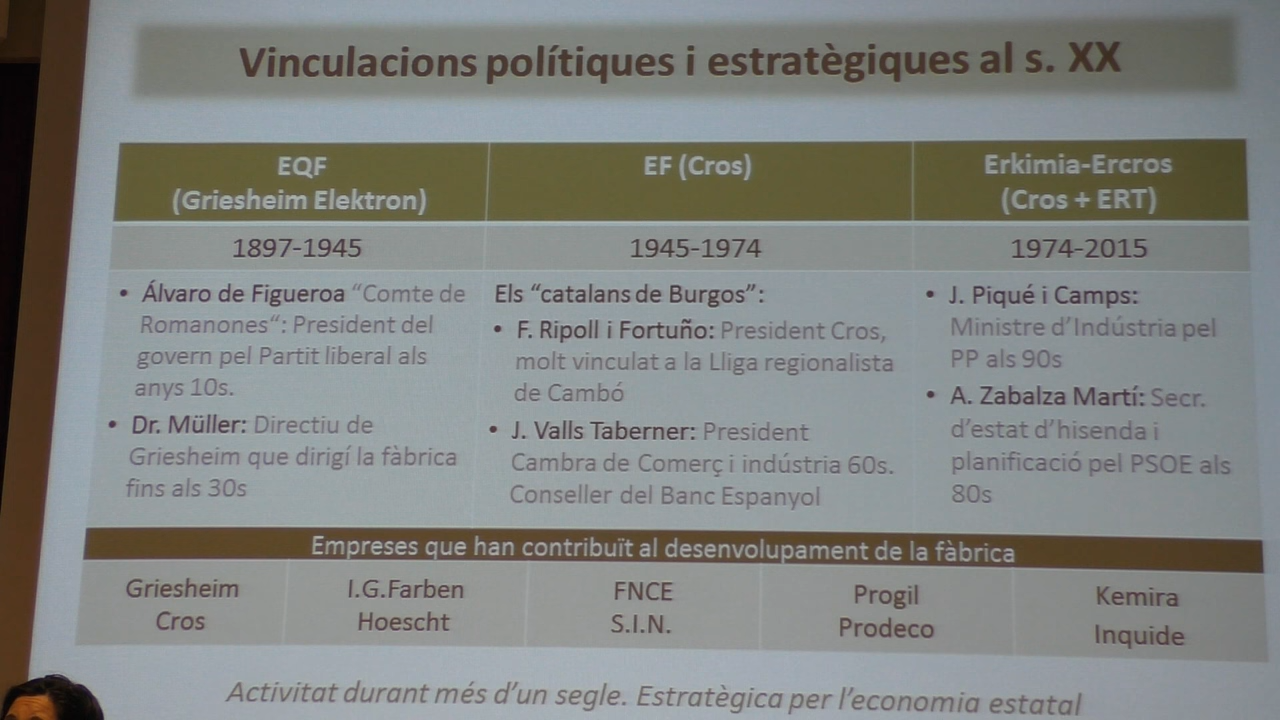 Vinculacions polítiques i estratègiques al s. XX
EQF
(Griesheim Elektron)
EF (Cros)
Erkimia-Ercros
(Cros + ERT)
1897-1945
1945-1974
1974-2015
• Álvaro de Figueroa “Comte de
Romanones“: President del
govern pel Partit liberal als
anys 10s.
• Dr. Müller: Directiu de
Griesheim que dirigí la fàbrica
fins als 30s
Els “catalans de Burgos”:
• F. Ripoll i Fortuño: President Cros,
molt vinculat a la Lliga regionalista
de Cambó
• J. Valls Taberner: President
Cambra de Comerç i indústria 60s.
Conseller del Banc Espanyol
• J. Piqué i Camps:
Ministre d’Indústria pel
PP als 90s
• A. Zabalza Martí: Secr.
d’estat d’hisenda i
planificació pel PSOE als
80s
Empreses que han contribuït al desenvolupament de la fàbrica
Griesheim
Cros
I.G.Farben
Hoescht
FNCE
S.I.N.
Progil
Prodeco
Kemira
Inquide
Activitat durant més d’un segle. Estratègica per l’economia estatal